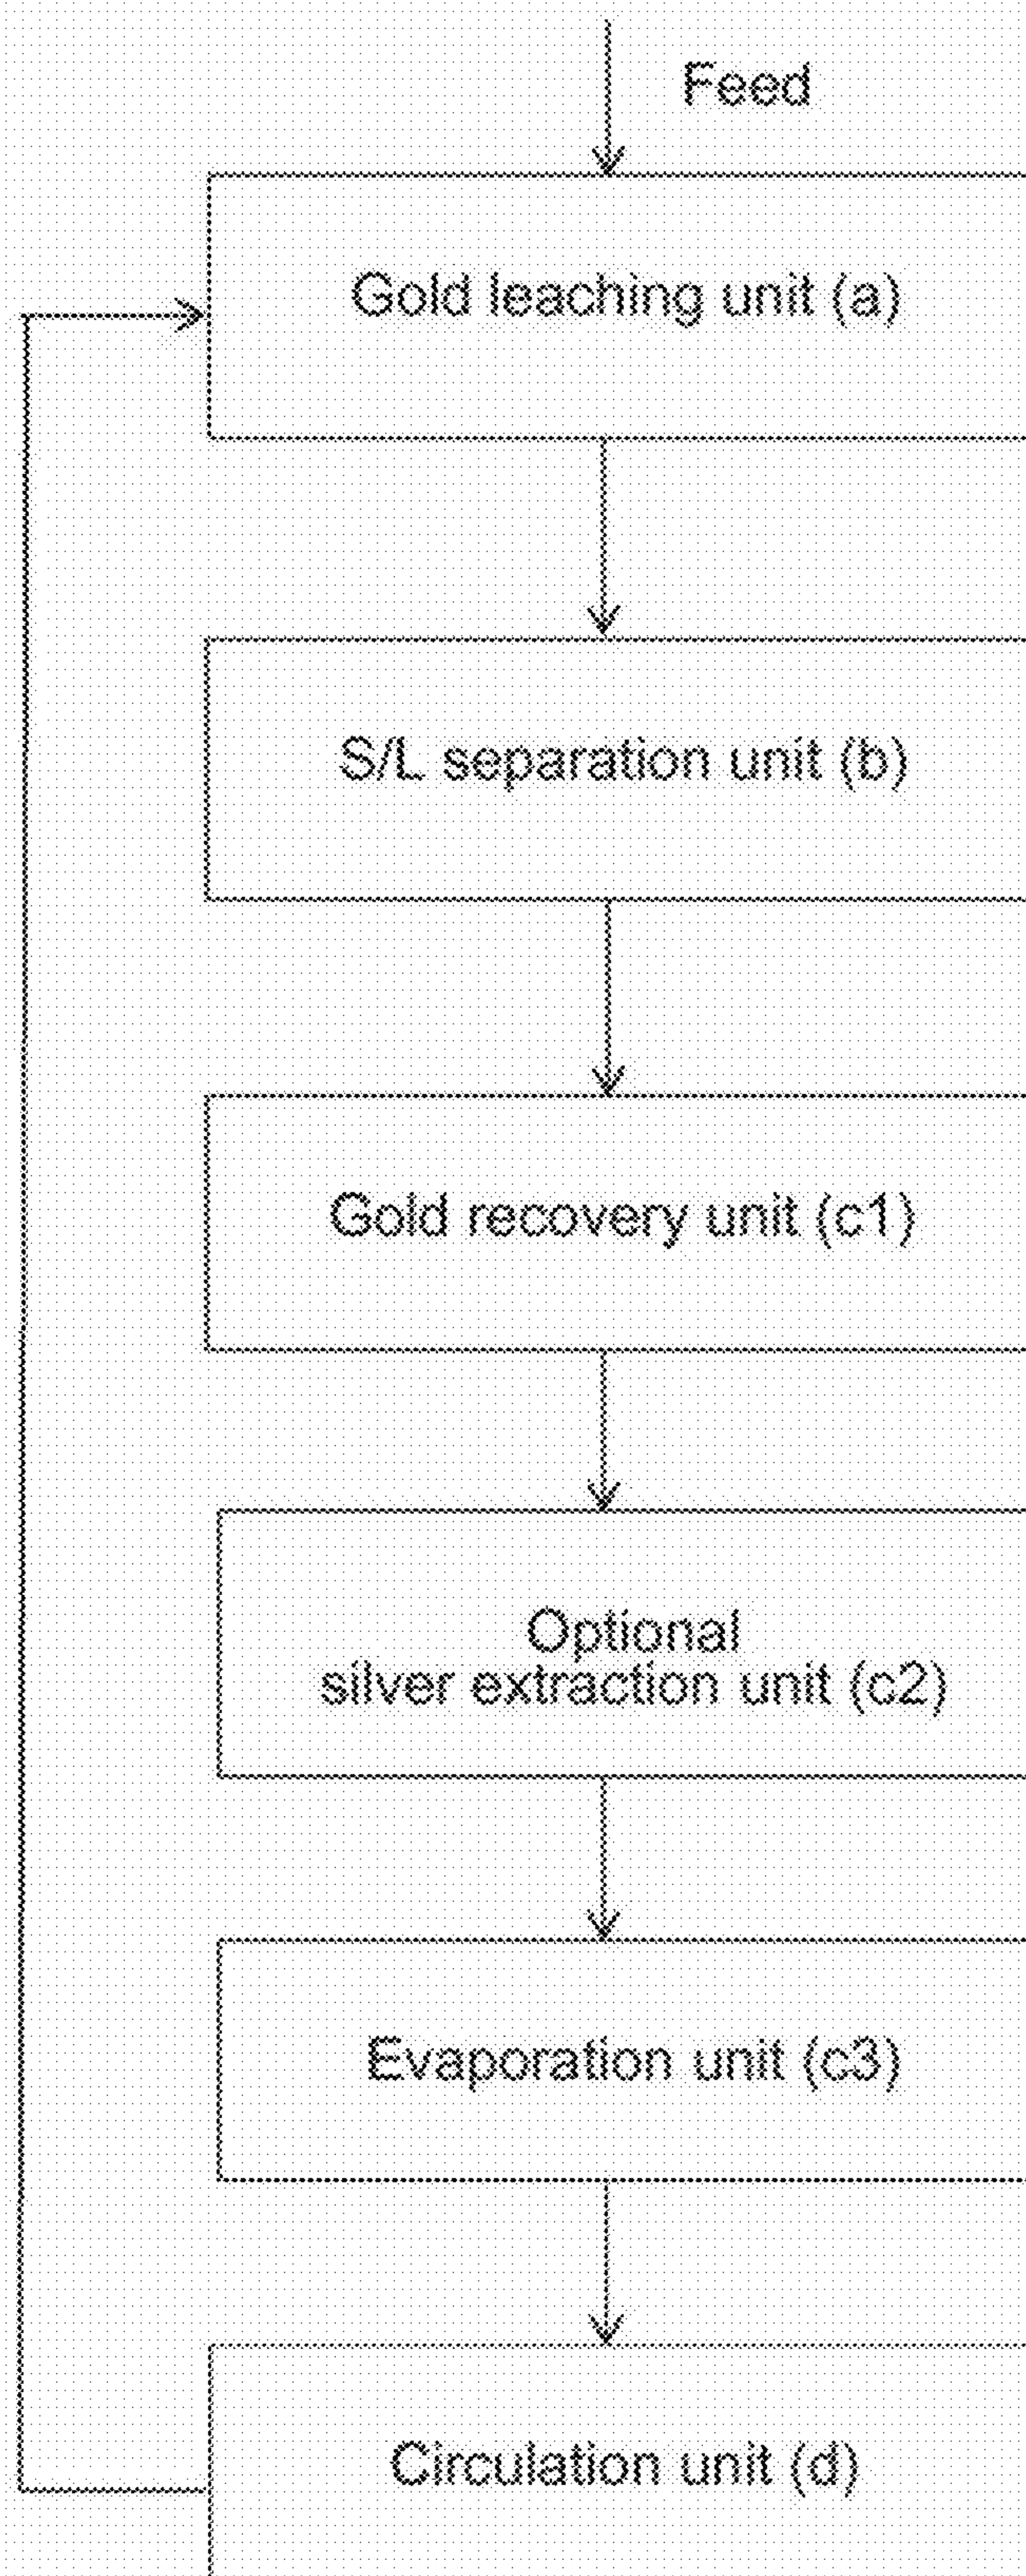 Feed
Gold leaching unit (a)
S/L separation unit (b)
Gold recovery unit (c1)
Optional
silver extraction unit (c2)
Evaporation unit (c3)
Circulation unit (d)